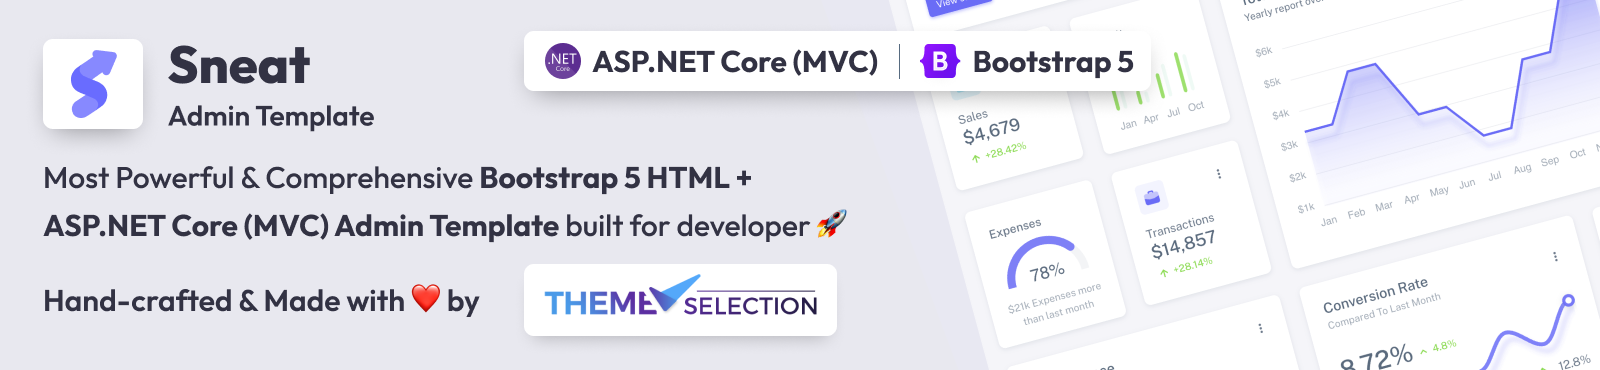 Sneat
Admin Template
.NET
Core
ASP.NET Core (MVC)
Bootstrap 5
Most Powerful & Comprehensive Bootstrap 5 HTML +
ASP.NET Core (MVC) Admin Template built for developer 🚀
Hand-crafted & Made with ❤️ by
THEME SELECTION
Sales
$4,679
+28.42%
Jan Apr Jul Oct
Expenses
78%
$21k Expenses more
than last month
Transactions
$14,857
+28.14%
Yearly report
$6k
$5k
$4k
$3k
$2k
$1k
Jan Feb Mar Apr May Jun Jul Aug Sep Oct
Conversion Rate
Compared To Last Month
8.72%
4.8%
12.8%